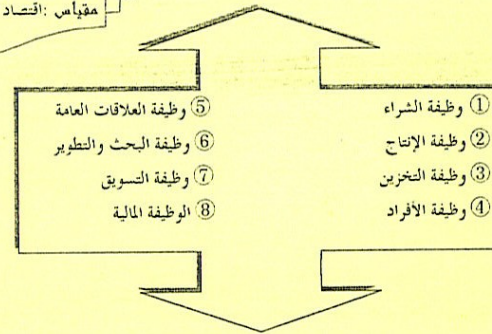 مقياس :اقتصاد
① وظيفة الشراء
② وظيفة الإنتاج
③ وظيفة التخزين
④ وظيفة الأفراد
⑤ وظيفة العلاقات العامة
⑥ وظيفة البحث والتطوير
⑦ وظيفة التسويق
⑧ الوظيفة المالية